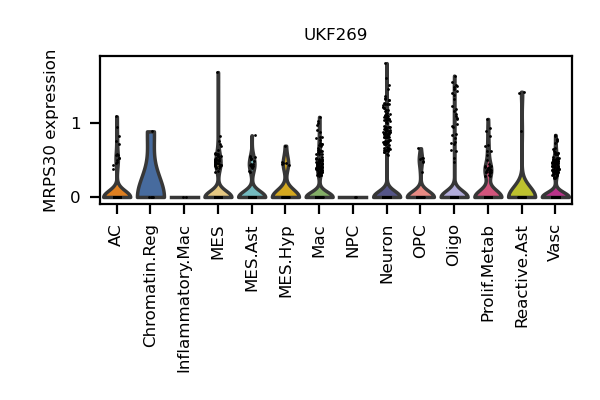 UKF269
MRPS30 expression
1
0
AC
Chromatin.Reg
Inflammatory.Mac
MES
MES.Ast
MES.Hyp
Mac
NPC
Neuron
OPC
Oligo
Prolif.Metab
Reactive.Ast
Vasc